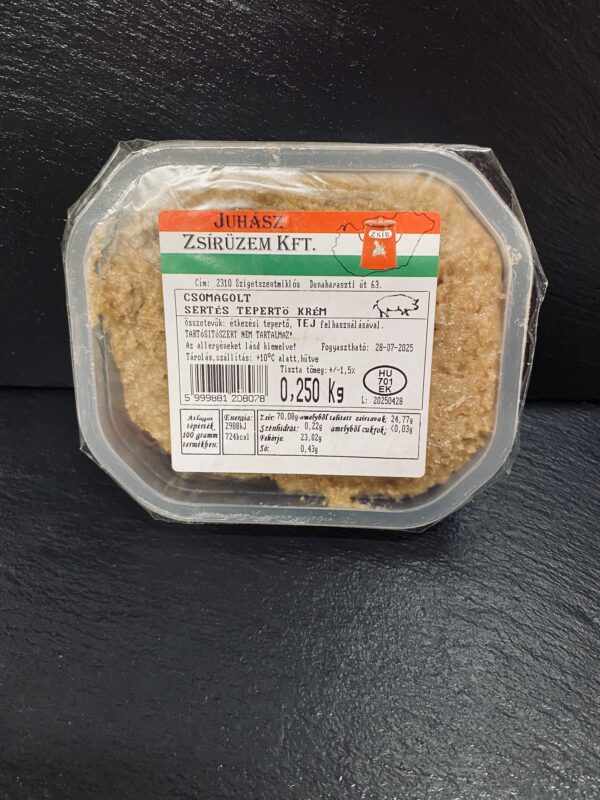 JUHÁSZ
ZSÍRÜZEM KFT.
ZSÍR
Cím: 2310 Szigetszentmiklós Dunaharaszti út 63.
CSOMAGOLT
SERTÉS TEPERTŐ KRÉM
Összetevők: étkezési tepertő, TEJ felhasználásával.
TARTÓSÍTÓSZERT NEM TARTALMAZ!
Az allergéneket lásd kiemelve! Fogyasztható: 28-07-2025
Tárolás,szállítás: +10°C alatt,hűtve
Tiszta tömeg:+/-1,5%
5 999881 208078
0,250 Kg
HU
701
EK
L: 20250428
Átlagos tápérték 100 gramm termékben:
Energia: 2988kJ 724kcal
Zsír: 70,08g-amelyből telített zsírsavak: 24,77g
Szénhidrát: 0,22g amelyből cukrok: <0,03g
Fehérje: 23,02g
Só: 0,43g